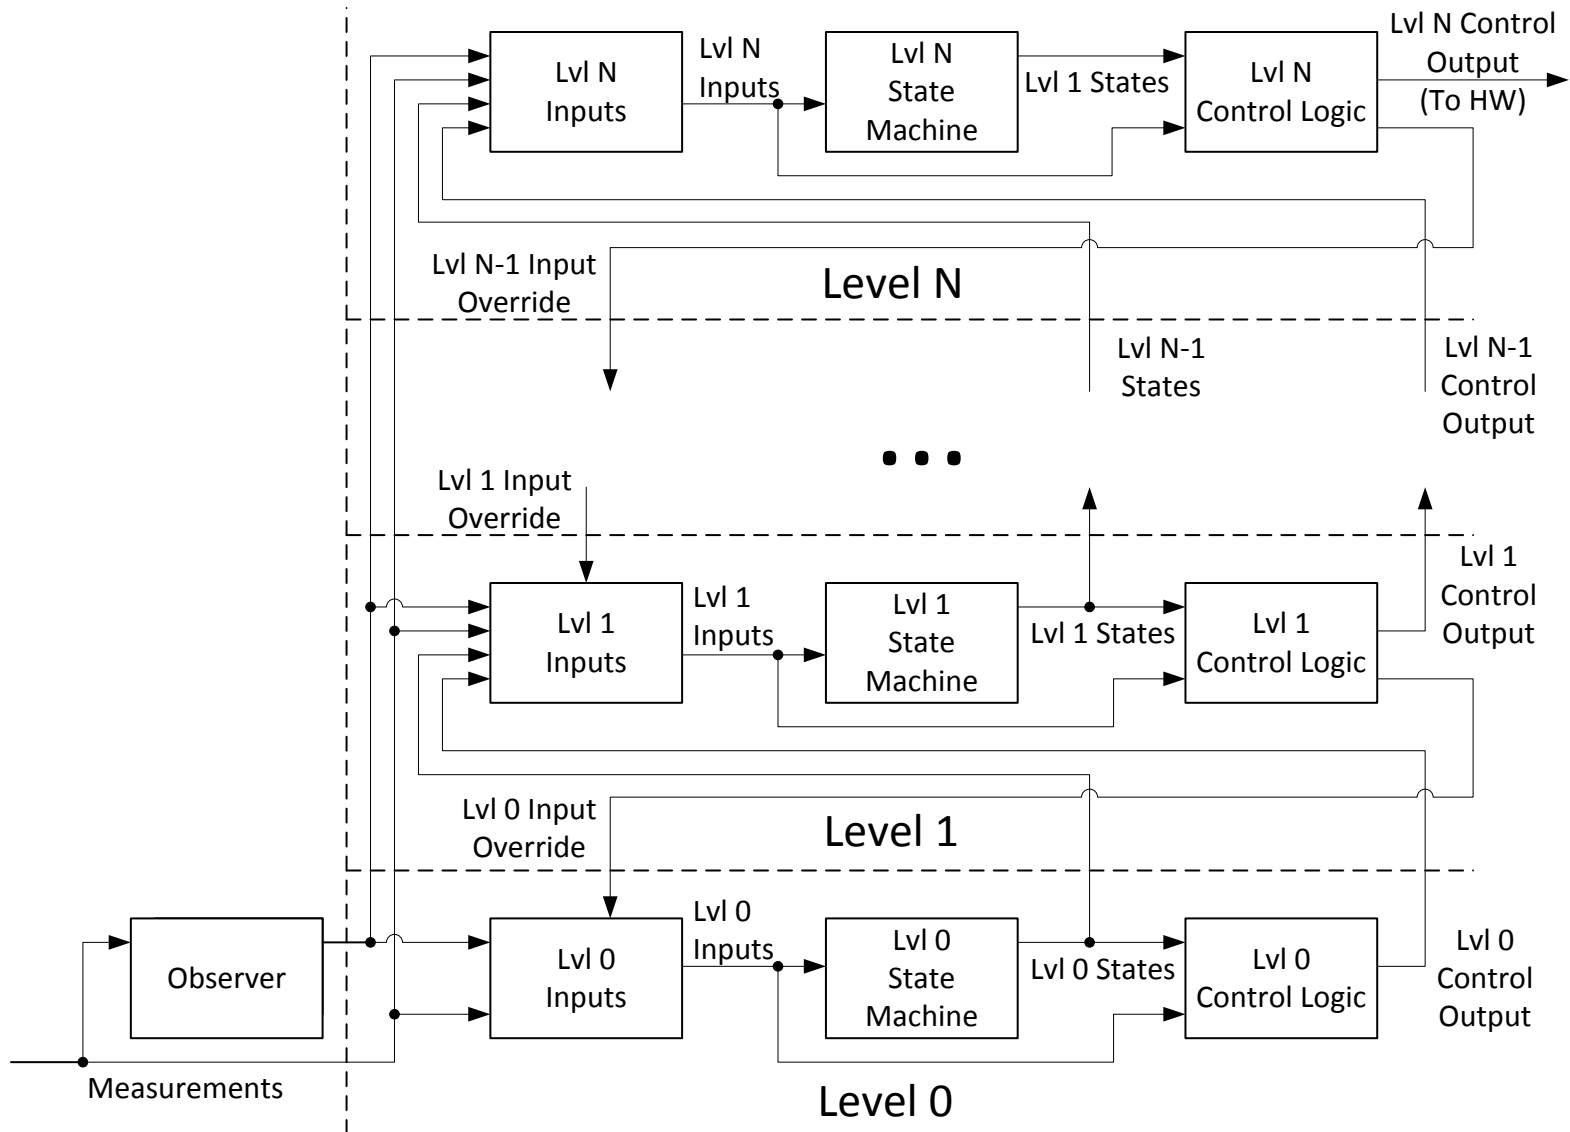 Lvl N
Inputs
Lvl N
Inputs
Lvl N
State
Machine
Lvl 1 States
Lvl N
Control Logic
Lvl N Control
Output
(To HW)
Lvl N-1 Input
Override
Level N
Lvl N-1
States
Lvl N-1
Control
Output
...
Lvl 1 Input
Override
Lvl 1
Inputs
Lvl 1
Inputs
Lvl 1
State
Machine
Lvl 1 States
Lvl 1
Control Logic
Lvl 1
Control
Output
Lvl 0 Input
Override
Level 1
Observer
Measurements
Lvl 0
Inputs
Lvl 0
Inputs
Lvl 0
State
Machine
Lvl 0 States
Lvl 0
Control Logic
Lvl 0
Control
Output
Level 0